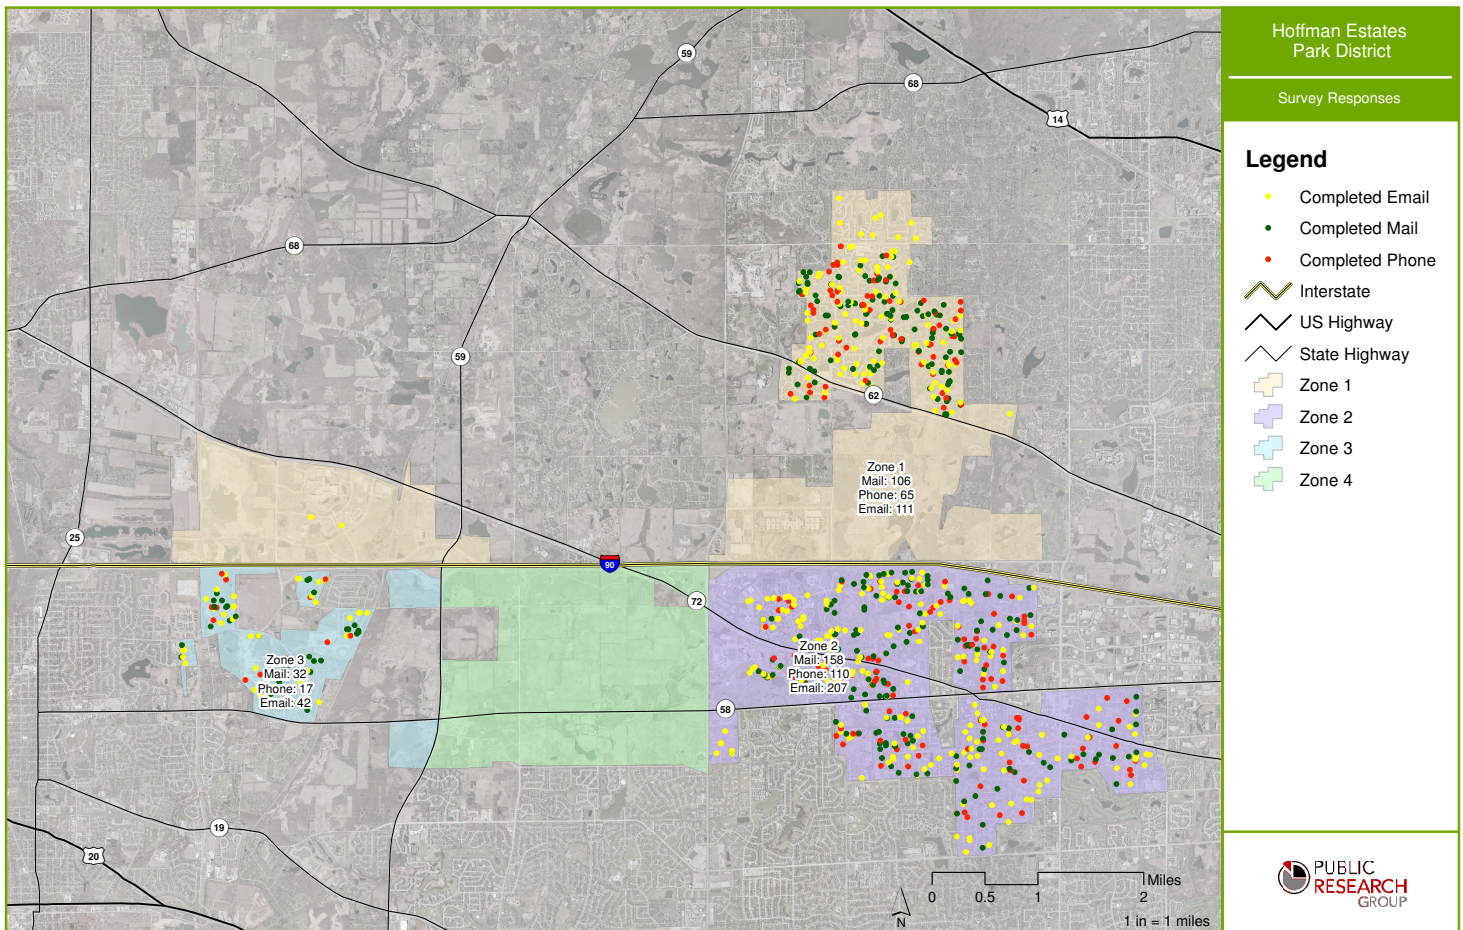 59
68
14
68
59
62
25
Zone 1
Mail: 106
Phone: 65
Email: 111
90
72
Zone 3
Mail: 32
Phone: 17
Email: 42
Zone 2
Mail: 158
Phone: 110
Email: 207
58
19
20
N
Miles
0 0.5 1 2
1 in = 1 miles
Hoffman Estates
Park District
Survey Responses
Legend
Completed Email
Completed Mail
Completed Phone
Interstate
US Highway
State Highway
Zone 1
Zone 2
Zone 3
Zone 4
PUBLIC
RESEARCH
GROUP